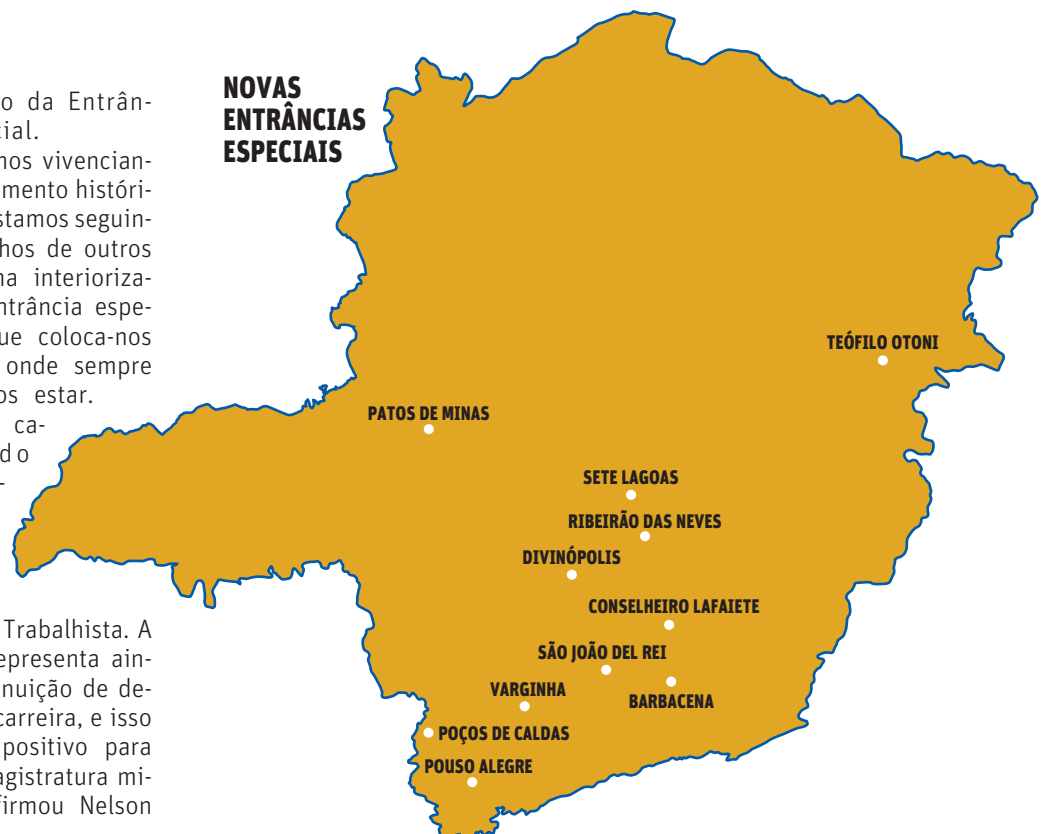 o da Entrân-
cial.
nos vivencian-
mento históri-
stamos seguin-
hos de outros
na interioriza-
ntrância espe-
ue coloca-nos
onde sempre
os estar.
ca-
do
-
Trabalhista. A
epresenta ain-
nuição de de-
carreira, e isso
positivo para
agistratura mi-
firmou Nelson
NOVAS
ENTRÂNCIAS
ESPECIAIS
TEÓFILO OTONI
PATOS DE MINAS
SETE LAGOAS
RIBEIRÃO DAS NEVES
DIVINÓPOLIS
CONSELHEIRO LAFAIETE
SÃO JOÃO DEL REI
BARBACENA
VARGINHA
POÇOS DE CALDAS
POUSO ALEGRE